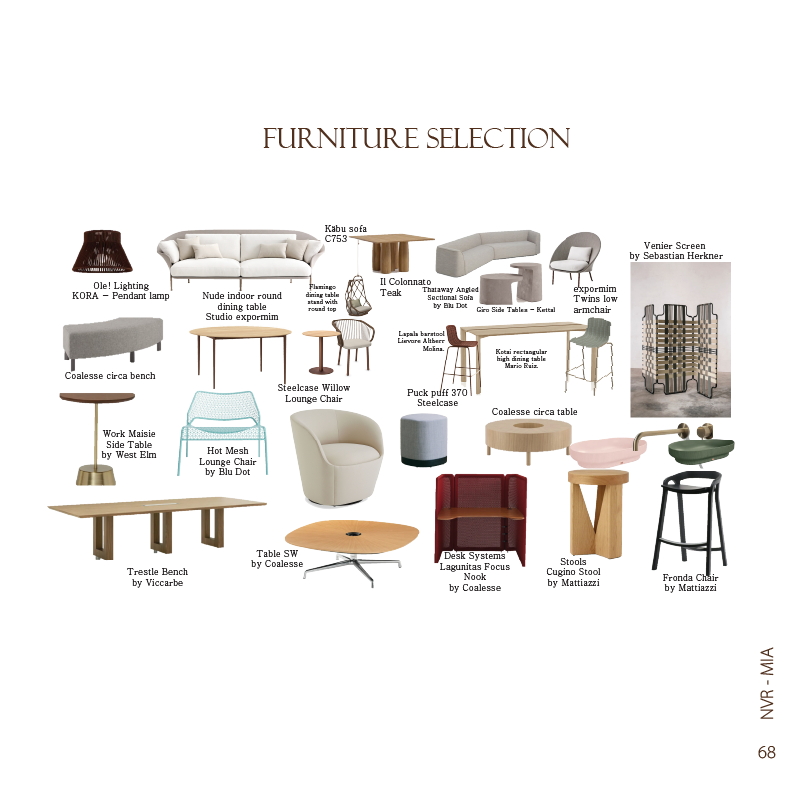 FURNITURE SELECTION
Käbu sofa
C753
Venier Screen
by Sebastian Herkner
Ole! Lighting
KORA – Pendant lamp
Nude indoor round
dining table
Studio expormim
Flamingo
dining table
stand with
round top
Il Colonnato
Teak
Thataway Angled
Sectional Sofa
by Blu Dot
Giro Side Tables – Kettal
expormim
Twins low
armchair
Lapala barstool
Lievore Altherr
Molina.
Kotai rectangular
high dining table
Mario Ruiz.
Coalesse circa bench
Steelcase Willow
Lounge Chair
Puck puff 370
Steelcase
Coalesse circa table
Work Maisie
Side Table
by West Elm
Hot Mesh
Lounge Chair
by Blu Dot
Trestle Bench
by Viccarbe
Table SW
by Coalesse
Desk Systems
Lagunitas Focus
Nook
by Coalesse
Stools
Cugino Stool
by Mattiazzi
Fronda Chair
by Mattiazzi
NVR - MIA
68